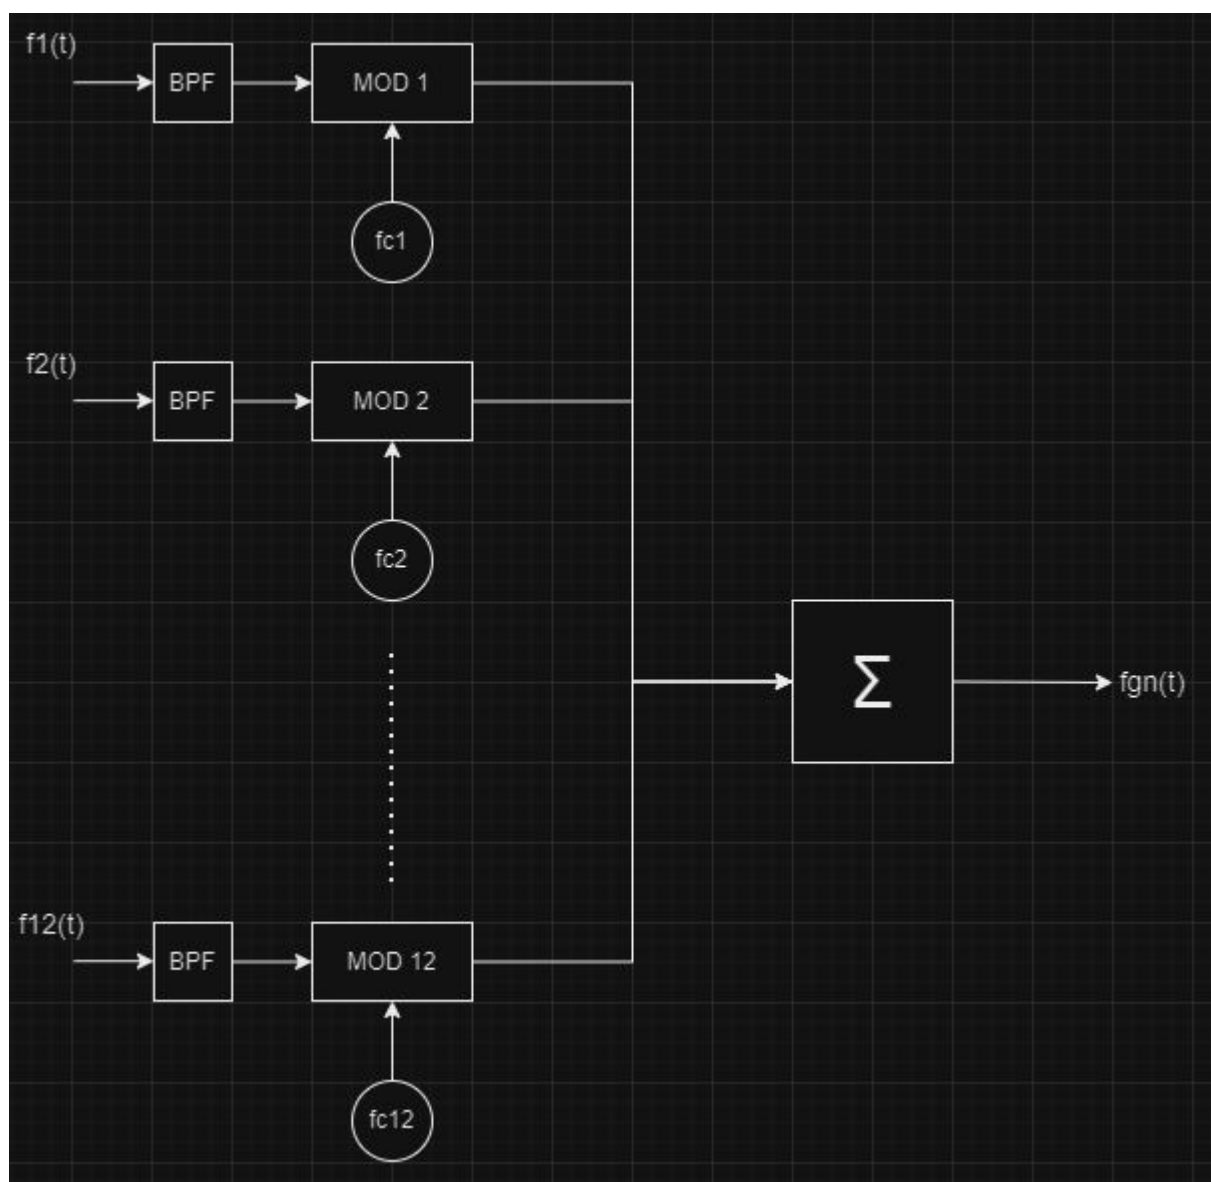 f1(t)
BPF
MOD 1
fc1
f2(t)
BPF
MOD 2
fc2
Σ
fgn(t)
f12(t)
BPF
MOD 12
fc12